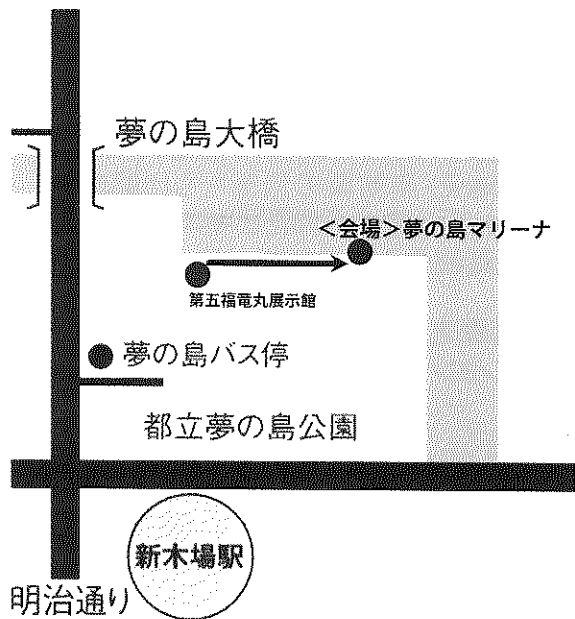 夢の島大橋
<会場>夢の島マリーナ
第五福竜丸展示館
夢の島バス停
都立夢の島公園
新木場駅
明治通り